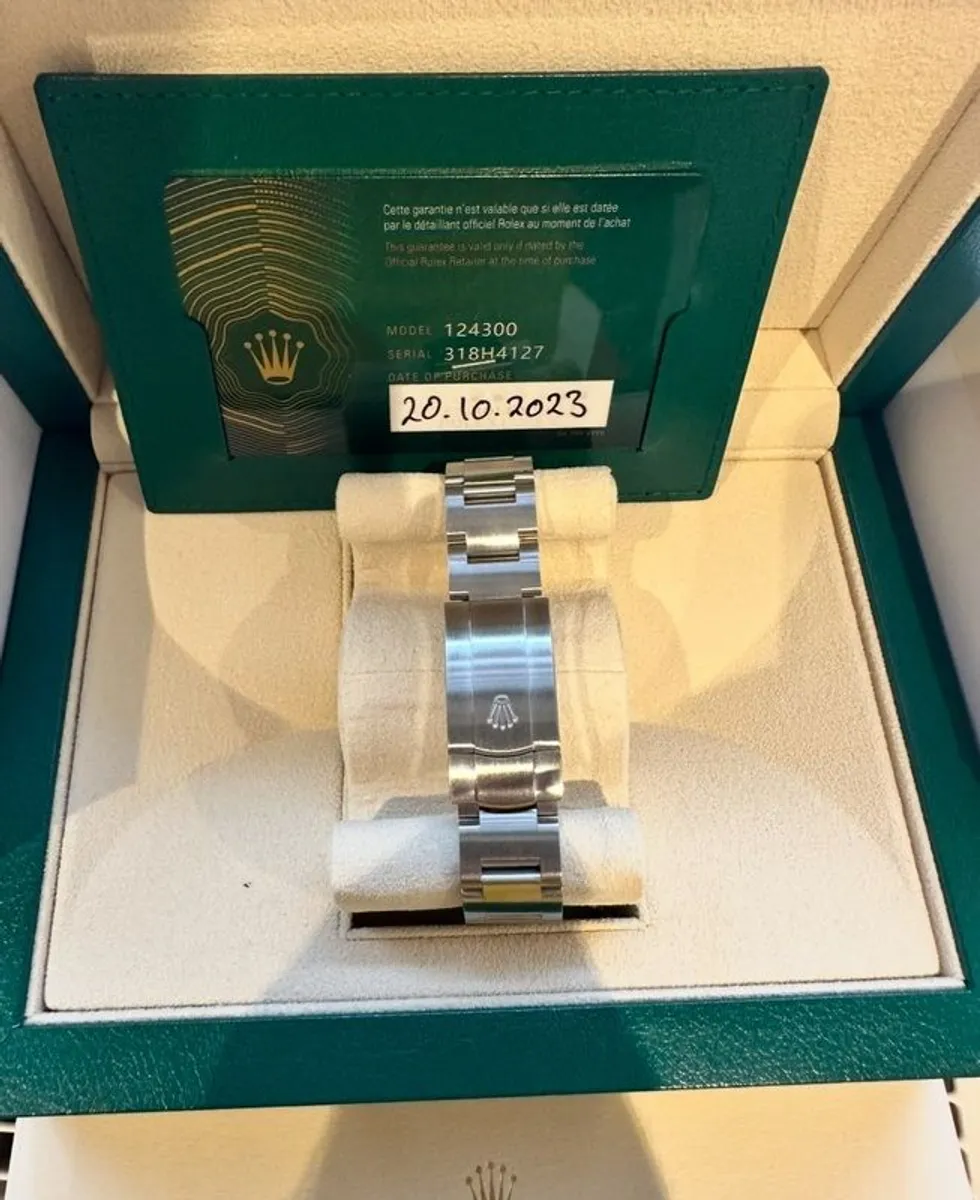 Cette garantie n'est valable que si elle est datée
par le détaillant officiel Rolex au moment de l'achat
This guarantee is valid only if dated by the
Official Rolex Retailer at the time of purchase
MODEL 124300
SERIAL 318H4127
DATE OF PURCHASE
20.10.2023